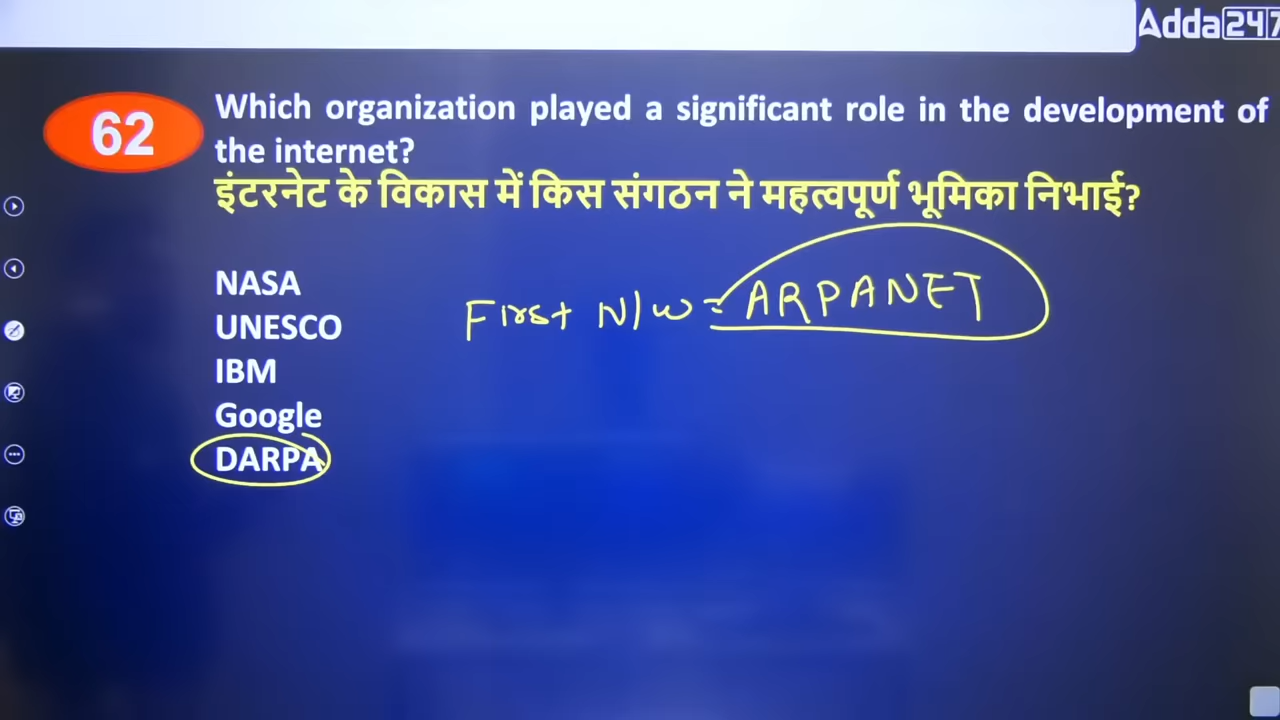 Adda247
62
Which organization played a significant role in the development of
the internet?
इंटरनेट के विकास में किस संगठन ने महत्वपूर्ण भूमिका निभाई?
NASA
First N/W = ARPANET
UNESCO
IBM
Google
DARPA